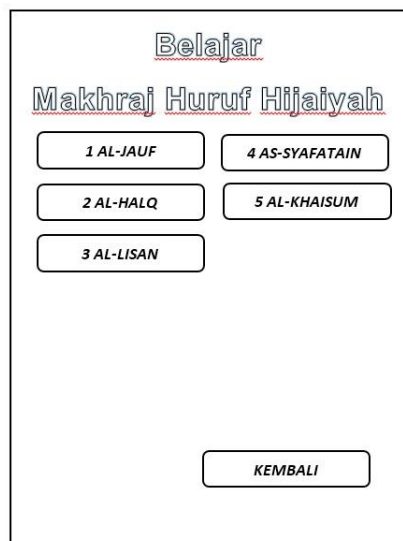 Belajar
Makhraj Huruf Hijaiyah
1 AL-JAUF
4 AS-SYAFATAIN
2 AL-HALQ
5 AL-KHAISUM
3 AL-LISAN
KEMBALI